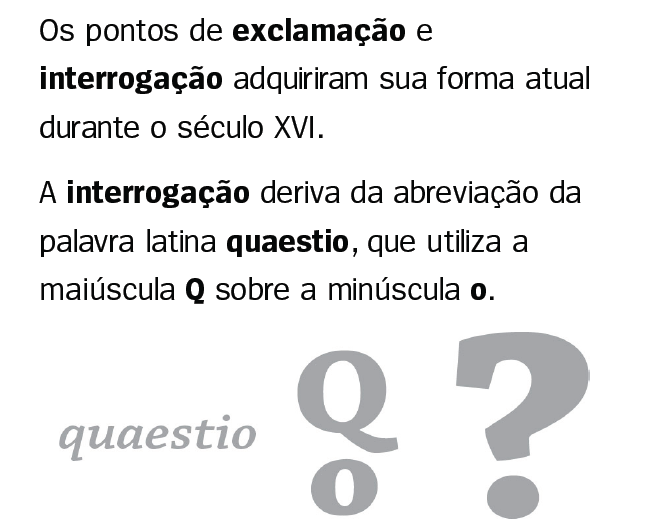 Os pontos de exclamação e
interrogação adquiriram sua forma atual
durante o século XVI.
A interrogação deriva da abreviação da
palavra latina quaestio, que utiliza a
maiúscula Q sobre a minúscula o.
quaestio
Q
o
?